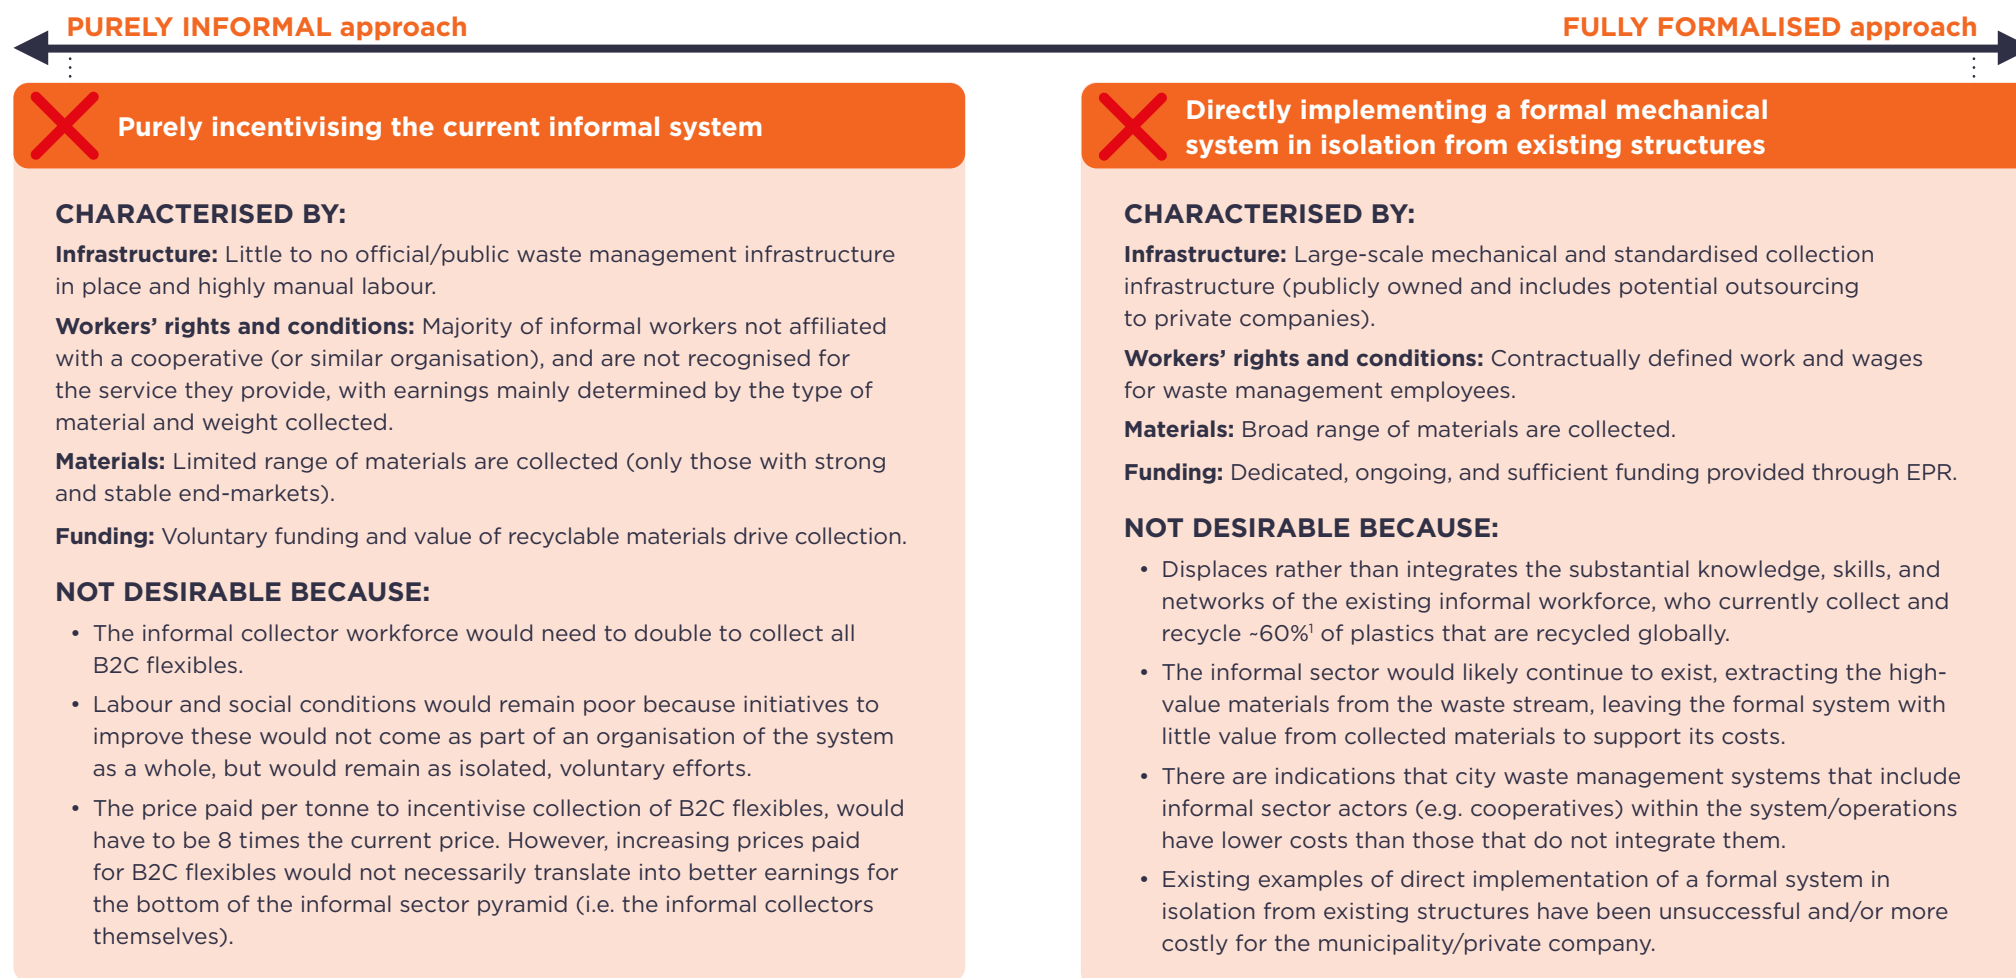 PURELY INFORMAL approach
FULLY FORMALISED approach
Purely incentivising the current informal system
CHARACTERISED BY:
Infrastructure: Little to no official/public waste management infrastructure
in place and highly manual labour.
Workers’ rights and conditions: Majority of informal workers not affiliated
with a cooperative (or similar organisation), and are not recognised for
the service they provide, with earnings mainly determined by the type of
material and weight collected.
Materials: Limited range of materials are collected (only those with strong
and stable end-markets).
Funding: Voluntary funding and value of recyclable materials drive collection.
NOT DESIRABLE BECAUSE:
• The informal collector workforce would need to double to collect all
B2C flexibles.
• Labour and social conditions would remain poor because initiatives to
improve these would not come as part of an organisation of the system
as a whole, but would remain as isolated, voluntary efforts.
• The price paid per tonne to incentivise collection of B2C flexibles, would
have to be 8 times the current price. However, increasing prices paid
for B2C flexibles would not necessarily translate into better earnings for
the bottom of the informal sector pyramid (i.e. the informal collectors
themselves).
Directly implementing a formal mechanical
system in isolation from existing structures
CHARACTERISED BY:
Infrastructure: Large-scale mechanical and standardised collection
infrastructure (publicly owned and includes potential outsourcing
to private companies).
Workers’ rights and conditions: Contractually defined work and wages
for waste management employees.
Materials: Broad range of materials are collected.
Funding: Dedicated, ongoing, and sufficient funding provided through EPR.
NOT DESIRABLE BECAUSE:
• Displaces rather than integrates the substantial knowledge, skills, and
networks of the existing informal workforce, who currently collect and
recycle ~60%¹ of plastics that are recycled globally.
• The informal sector would likely continue to exist, extracting the high-
value materials from the waste stream, leaving the formal system with
little value from collected materials to support its costs.
• There are indications that city waste management systems that include
informal sector actors (e.g. cooperatives) within the system/operations
have lower costs than those that do not integrate them.
• Existing examples of direct implementation of a formal system in
isolation from existing structures have been unsuccessful and/or more
costly for the municipality/private company.